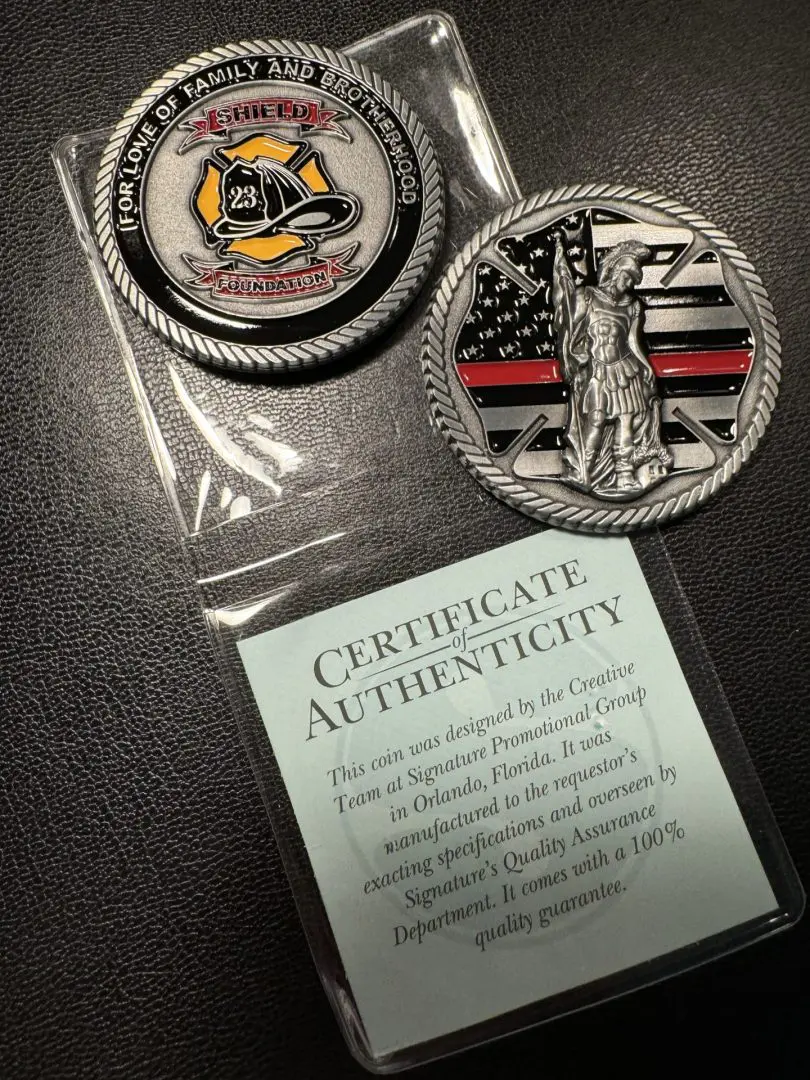 FOR LOVE OF FAMILY AND BROTHERHOOD
SHIELD
23
FOUNDATION
CERTIFICATE
of
AUTHENTICITY
This coin was designed by the Creative
Team at Signature Promotional Group
in Orlando, Florida. It was
manufactured to the requestor's
exacting specifications and overseen by
Signature's Quality Assurance
Department. It comes with a 100%
quality guarantee.